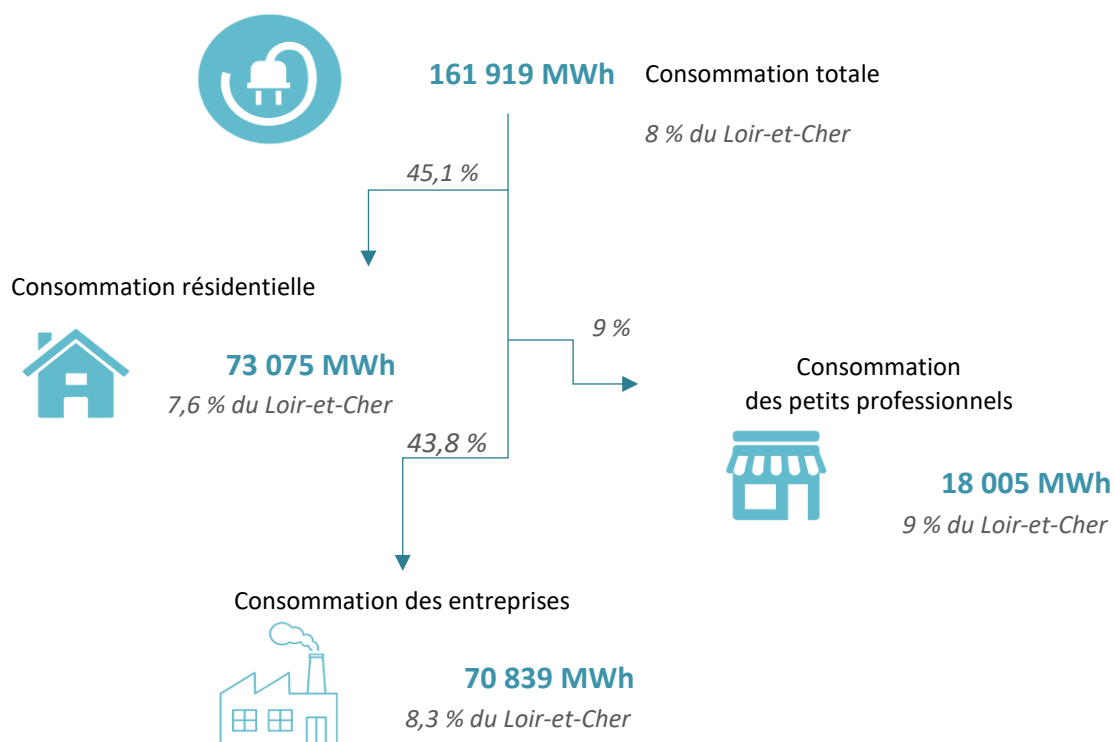 161 919 MWh Consommation totale
8 % du Loir-et-Cher
45,1 %
Consommation résidentielle
73 075 MWh
7,6 % du Loir-et-Cher
9 %
Consommation
des petits professionnels
18 005 MWh
9 % du Loir-et-Cher
43,8 %
Consommation des entreprises
70 839 MWh
8,3 % du Loir-et-Cher